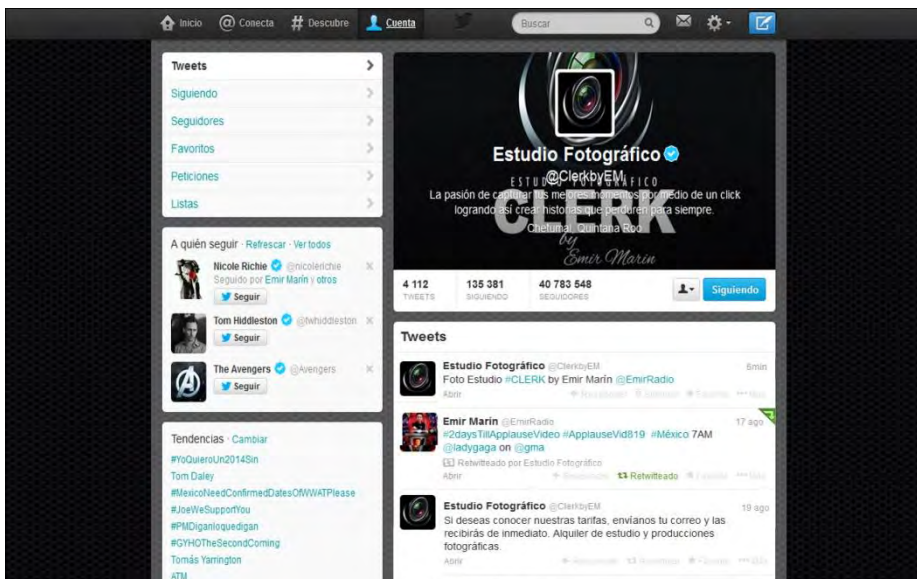 Inicio
Conecta
Descubre
Cuenta
Buscar
Tweets
Siguiendo
Seguidores
Favoritos
Peticiones
Listas
A quién seguir · Refrescar · Ver todos
Nicole Richie @nicolerichie
Seguido por Emir Marín y otros
Seguir
Tom Hiddleston @twhiddleston
Seguir
The Avengers @Avengers
Seguir
Tendencias · Cambiar
#YoQuieroUn2014Sin
Tom Daley
#MexicoNeedConfirmedDatesOfWWATPlease
#JoeWeSupportYou
#PMDiganloquedigan
#GYHOTheSecondComing
Tomás Yarrington
ATM
Estudio Fotográfico
@ClerkbyEM
ESTUDIO FOTOGRAFICO
CLERK
by
Emir Marin
La pasión de capturar tus mejores momentos por medio de un click
logrando así crear historias que perduren para siempre.
Chetumal, Quintana Roo
4 112 TWEETS
135 381 SIGUIENDO
40 783 548 SEGUIDORES
Siguiendo
Tweets
Estudio Fotográfico @ClerkbyEM 6min
Foto Estudio #CLERK by Emir Marín @EmirRadio
Abrir
Emir Marín @EmirRadio 17 ago
#2daysTillApplauseVideo #ApplauseVid819 #México 7AM
@ladygaga on @gma
Retwitteado por Estudio Fotográfico
Abrir Retwitteado
Estudio Fotográfico @ClerkbyEM 19 ago
Si deseas conocer nuestras tarifas, envíanos tu correo y las
recibirás de inmediato. Alquiler de estudio y producciones
fotográficas.
Abrir